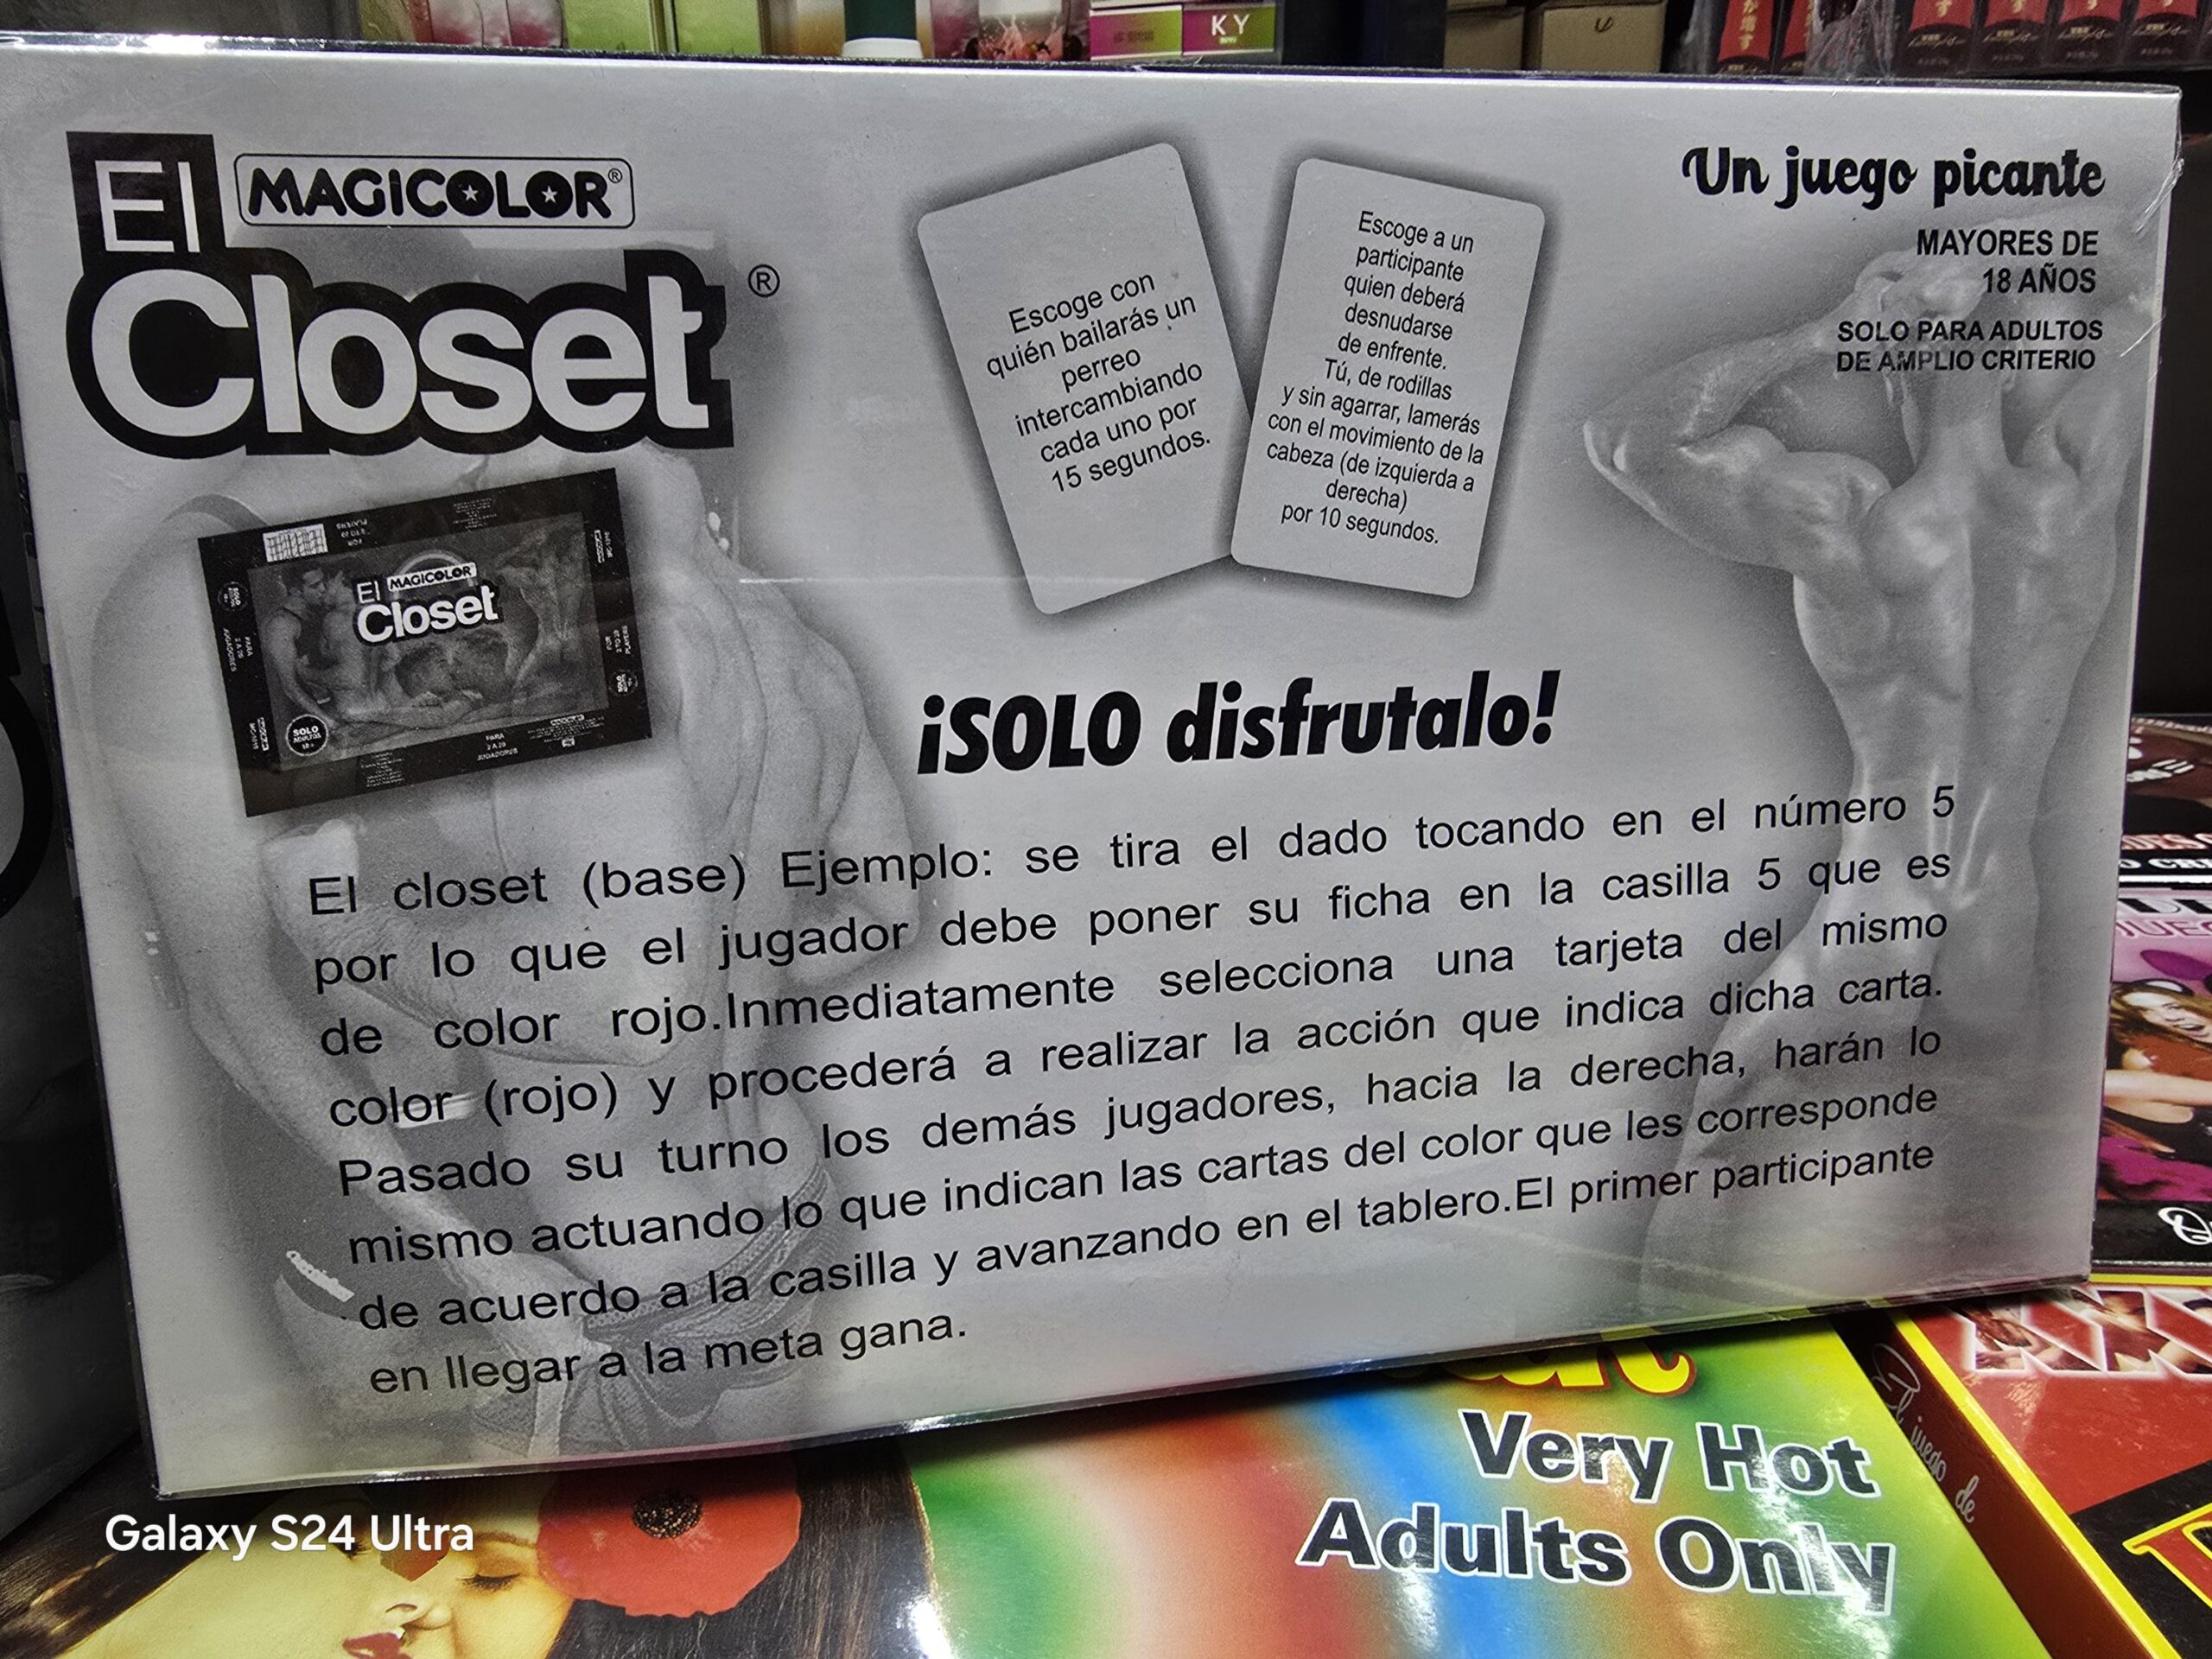 KY
El
MAGICOLOR®
Closet ®
Un juego picante
MAYORES DE
18 AÑOS
SOLO PARA ADULTOS
DE AMPLIO CRITERIO
Escoge con
quién bailarás un
perreo
intercambiando
cada uno por
15 segundos.
Escoge a un
participante
quien deberá
desnudarse
de enfrente.
Tú, de rodillas
y sin agarrar, lamerás
con el movimiento de la
cabeza (de izquierda a
derecha)
por 10 segundos.
El MAGICOLOR
Closet
SOLO
ADULTOS
PARA
2 A 20
JUGADORES
¡SOLO disfrutalo!
El closet (base) Ejemplo: se tira el dado tocando en el número 5
por lo que el jugador debe poner su ficha en la casilla 5 que es
de color rojo.Inmediatamente selecciona una tarjeta del mismo
color (rojo) y procederá a realizar la acción que indica dicha carta.
Pasado su turno los demás jugadores, hacia la derecha, harán lo
mismo actuando lo que indican las cartas del color que les corresponde
de acuerdo a la casilla y avanzando en el tablero.El primer participante
en llegar a la meta gana.
Very Hot
Adults Only
El juego de
Galaxy S24 Ultra